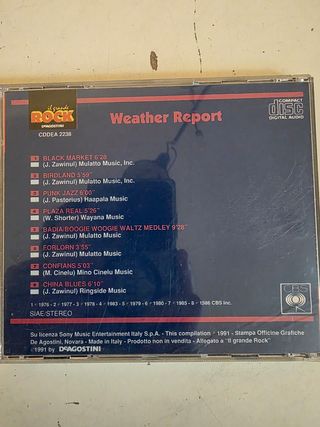 il grande
ROCK
DeAGOSTINI
CDDEA 2238
Weather Report
COMPACT
disc
DIGITAL AUDIO
1 BLACK MARKET 6'28
(J. Zawinul) Mulatto Music, Inc.
2 BIRDLAND 5'59"
(J. Zawinul) Mulatto Music, Inc.
3 PUNK JAZZ 6'00"
(J. Pastorius) Haapala Music
4 PLAZA REAL 5'26"
(W. Shorter) Wayana Music
5 BADIA/BOOGIE WOOGIE WALTZ MEDLEY 9'28"
(J. Zawinul) Mulatto Music
6 FORLORN 3'55"
(J. Zawinul) Mulatto Music
7 CONFIANS 5'03"
(M. Cinelu) Mino Cinelu Music
8 CHINA BLUES 6'10"
(J. Zawinul) Ringside Music
1 - 1976 - 2 - 1977 - 3 - 1978 - 4 - 1983 - 5 - 1979 - 6 - 1980 - 7 - 1985 - 8 - 1986 CBS Inc.
SIAE/STEREO
CBS
Su licenza Sony Music Entertainment Italy S.p.A. - This compilation ℗ 1991 - Stampa Officine Grafiche
De Agostini, Novara - Made in Italy - Prodotto non in vendita - Allegato a "Il grande Rock"
©1991 by DeAGOSTINI